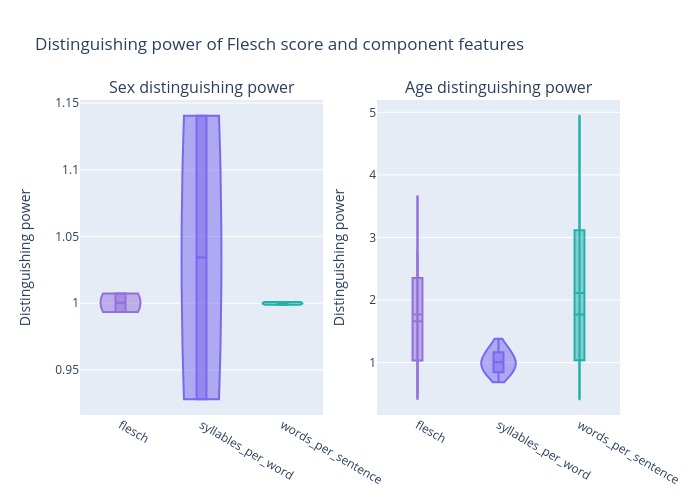 Distinguishing power of Flesch score and component features
Sex distinguishing power
Age distinguishing power
Distinguishing power
1.15
1.1
1.05
1
0.95
flesch
syllables_per_word
words_per_sentence
Distinguishing power
5
4
3
2
1
flesch
syllables_per_word
words_per_sentence